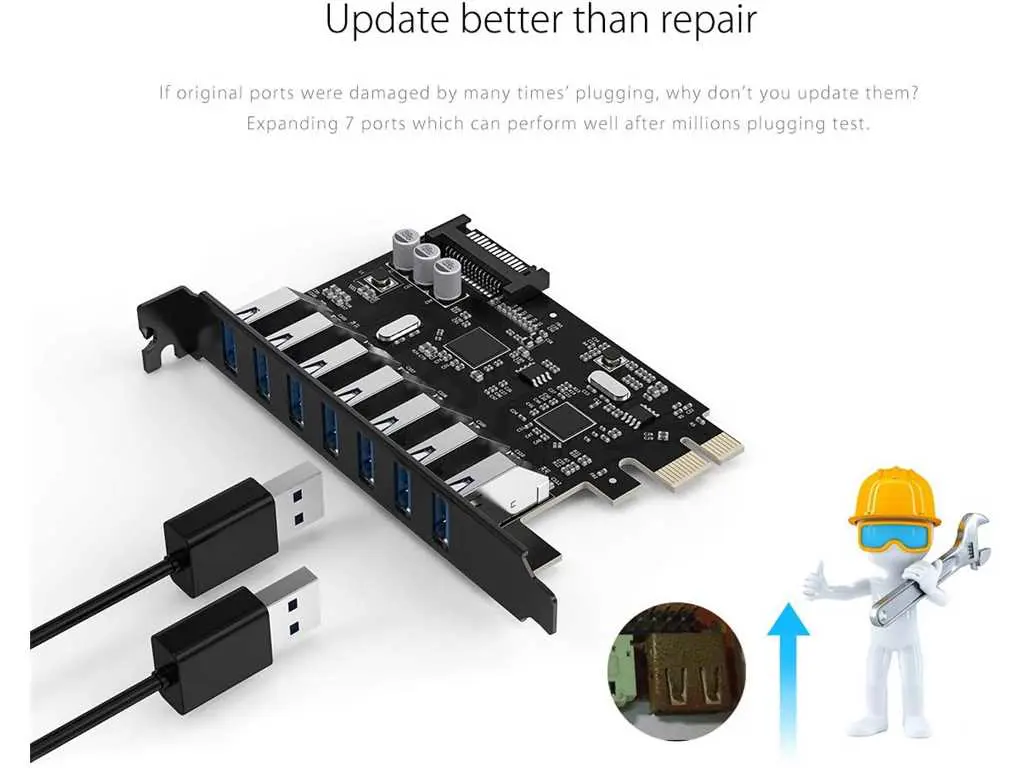 Update better than repair
If original ports were damaged by many times’ plugging, why don’t you update them?
Expanding 7 ports which can perform well after millions plugging test.